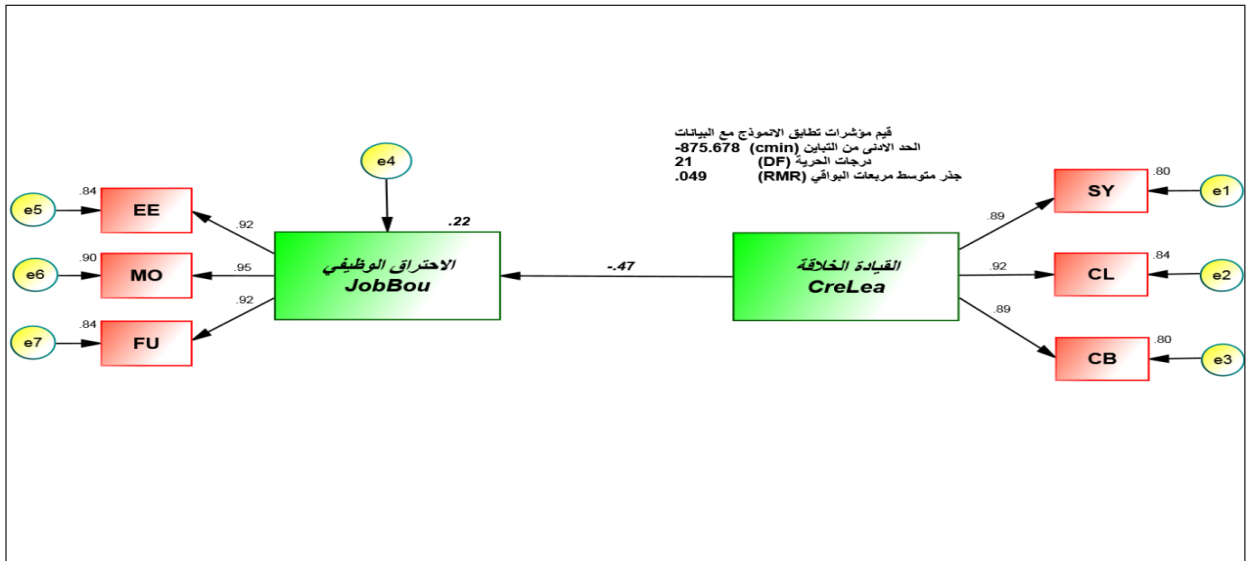 قيم مؤشرات تطابق الانموذج مع البيانات
الحد الادنى من التباين (cmin) -875.678
درجات الحرية (DF) 21
جذر متوسط مربعات البواقي (RMR) .049
e4
.84
EE
e5
.92
.90
MO
e6
.95
.84
FU
e7
.92
.22
الاحتراق الوظيفي
JobBou
-.47
القيادة الخلاقة
CreLea
.89
SY
.80
e1
.92
CL
.84
e2
.89
CB
.80
e3